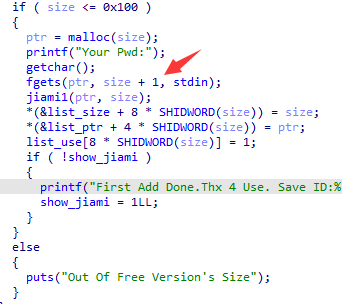 if ( size <= 0x100 )
{
ptr = malloc(size);
printf("Your Pwd:");
getchar();
fgets(ptr, size + 1, stdin);
jiami1(ptr, size);
*(&list_size + 8 * SHIDWORD(size)) = size;
*(&list_ptr + 4 * SHIDWORD(size)) = ptr;
list_use[8 * SHIDWORD(size)] = 1;
if ( !show_jiami )
{
printf("First Add Done.Thx 4 Use. Save ID:%
show_jiami = 1LL;
}
}
else
{
puts("Out Of Free Version's Size");
}